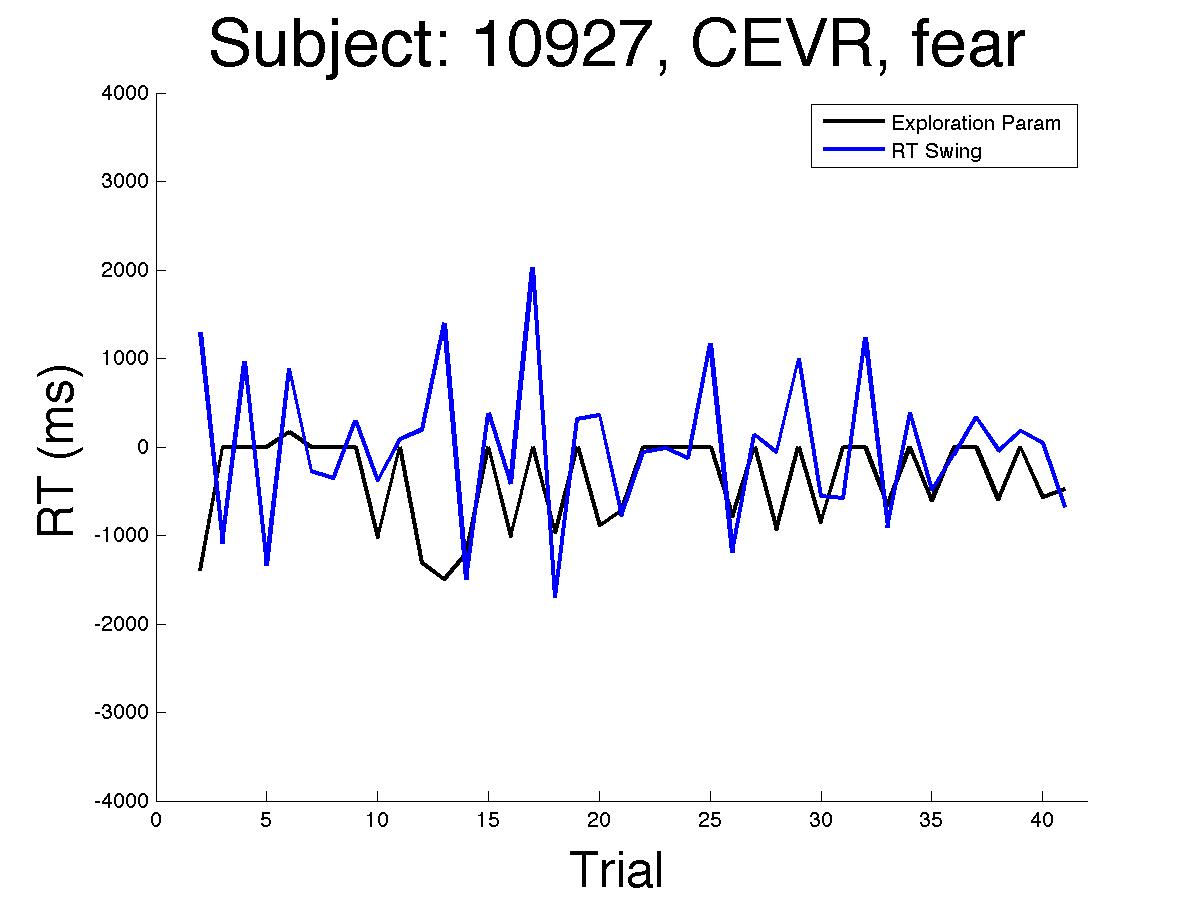 Subject: 10927, CEVR, fear
Exploration Param
RT Swing
4000
3000
2000
1000
0
-1000
-2000
-3000
-4000
RT (ms)
0 5 10 15 20 25 30 35 40
Trial